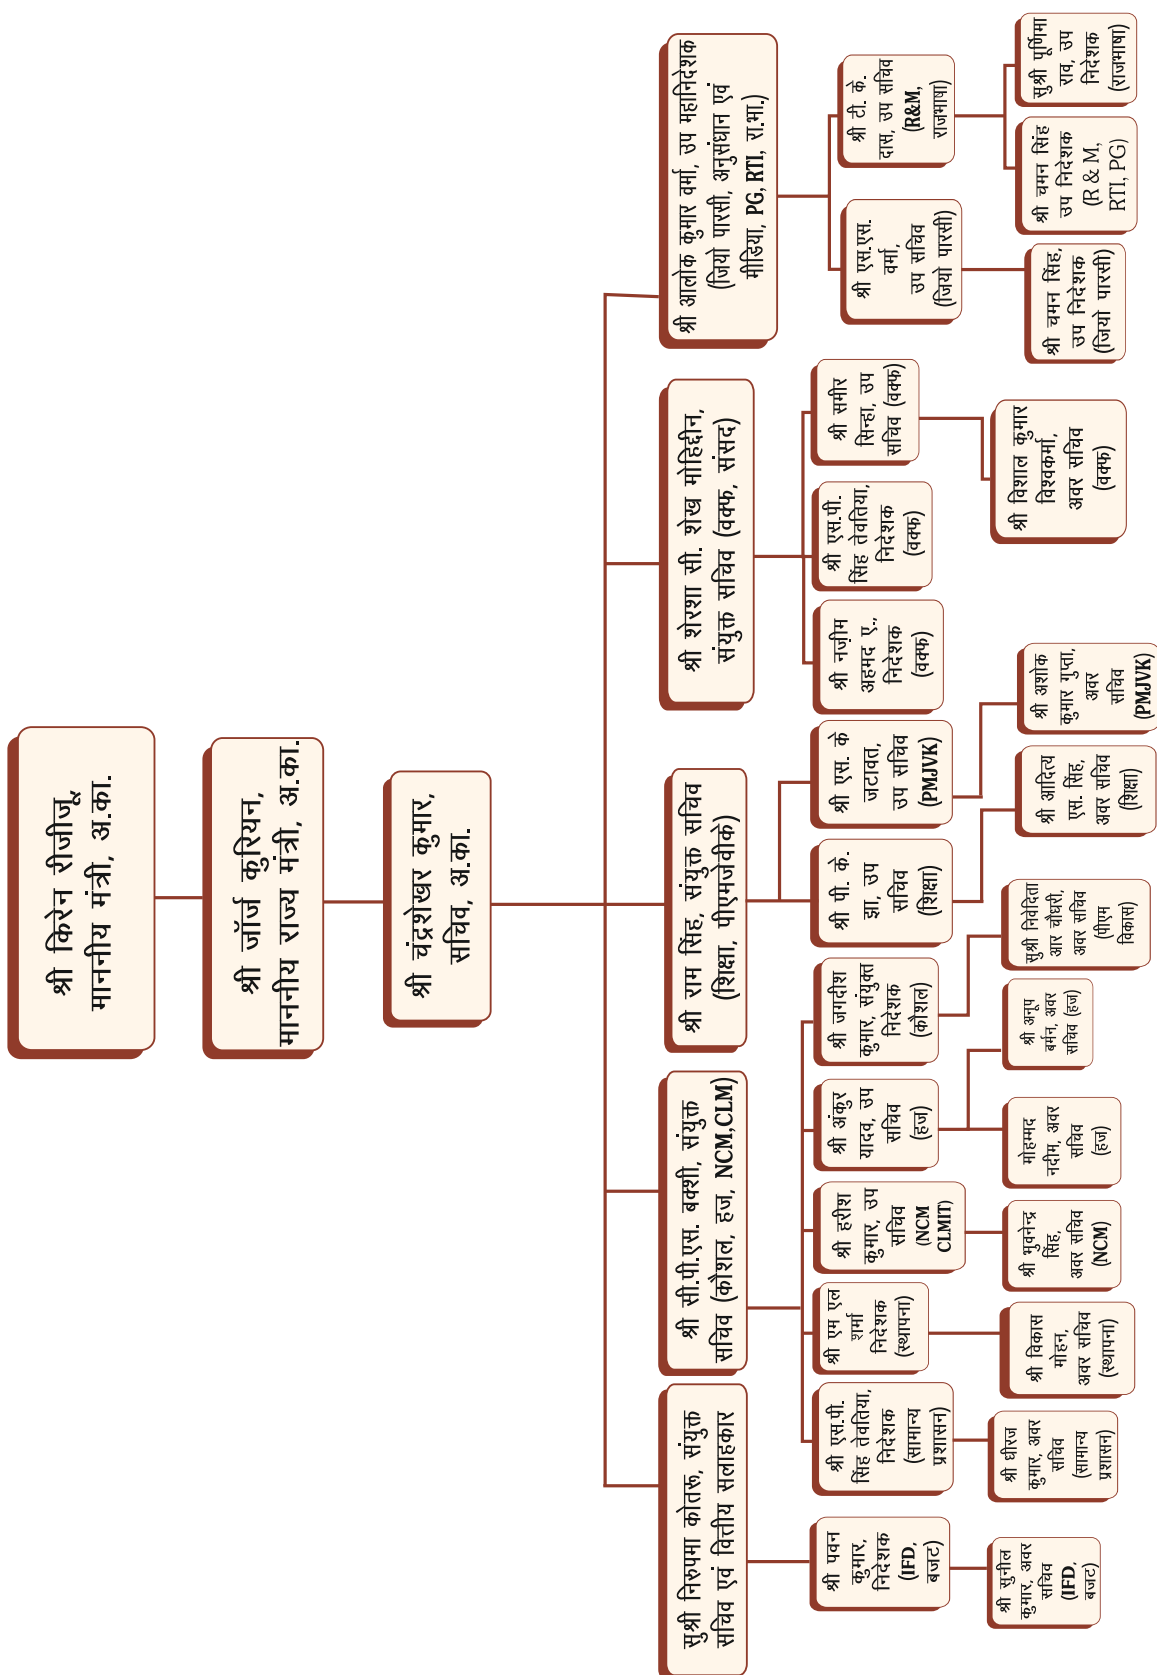 श्री किरेन रीजीजू,
माननीय मंत्री, अ.का.
श्री जॉर्ज कुरियन,
माननीय राज्य मंत्री, अ.का.
श्री चंद्रशेखर कुमार,
सचिव, अ.का.
सुश्री निरुपमा कोतरू, संयुक्त
सचिव एवं वित्तीय सलाहकार
श्री सी.पी.एस. बक्शी, संयुक्त
सचिव (कौशल, हज, NCM,CLM)
श्री राम सिंह, संयुक्त सचिव
(शिक्षा, पीएमजेवीके)
श्री शेरशा सी. शेख मोहिद्दीन,
संयुक्त सचिव (वक्फ, संसद)
श्री आलोक कुमार वर्मा, उप महानिदेशक
(जियो पारसी, अनुसंधान एवं
मीडिया, PG, RTI, रा.भा.)
श्री पवन
कुमार,
निदेशक
(IFD,
बजट)
श्री एस.पी.
सिंह तेवतिया,
निदेशक
(सामान्य
प्रशासन)
श्री एम एल
शर्मा
निदेशक
(स्थापना)
श्री हरीश
कुमार, उप
सचिव
(NCM
CLMIT)
श्री अंकुर
यादव, उप
सचिव
(हज)
श्री जगदीश
कुमार, संयुक्त
निदेशक
(कौशल)
श्री पी. के.
झा, उप
सचिव
(शिक्षा)
श्री एस. के
जटावत,
उप सचिव
(PMJVK)
श्री नज़ीम
अहमद ए.,
निदेशक
(वक्फ)
श्री एस.पी.
सिंह तेवतिया,
निदेशक
(वक्फ)
श्री समीर
सिन्हा, उप
सचिव (वक्फ)
श्री एस.एस.
वर्मा,
उप सचिव
(जियो पारसी)
श्री टी. के.
दास, उप सचिव
(R&M,
राजभाषा)
श्री सुनील
कुमार, अवर
सचिव
(IFD,
बजट)
श्री धीरज
कुमार, अवर
सचिव
(सामान्य
प्रशासन)
श्री विकास
मोहन,
अवर सचिव
(स्थापना)
श्री भुवनेन्द्र
सिंह,
अवर सचिव
(NCM)
मोहम्मद
नदीम, अवर
सचिव
(हज)
श्री अनूप
बर्मन, अवर
सचिव (हज)
सुश्री निवेदिता
आर चौधरी,
अवर सचिव
(पीएम
विकास)
श्री आदित्य
एस. सिंह,
अवर सचिव
(शिक्षा)
श्री अशोक
कुमार गुप्ता,
अवर
सचिव
(PMJVK)
श्री विशाल कुमार
विश्वकर्मा,
अवर सचिव
(वक्फ)
श्री चमन सिंह,
उप निदेशक
(जियो पारसी)
श्री चमन सिंह
उप निदेशक
(R & M,
RTI, PG)
सुश्री पूर्णिमा
राव, उप
निदेशक
(राजभाषा)